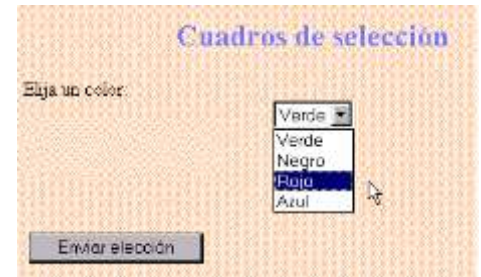 Cuadros de selección
Elija un color:
Verde
Verde
Negro
Rojo
Azul
Enviar elección